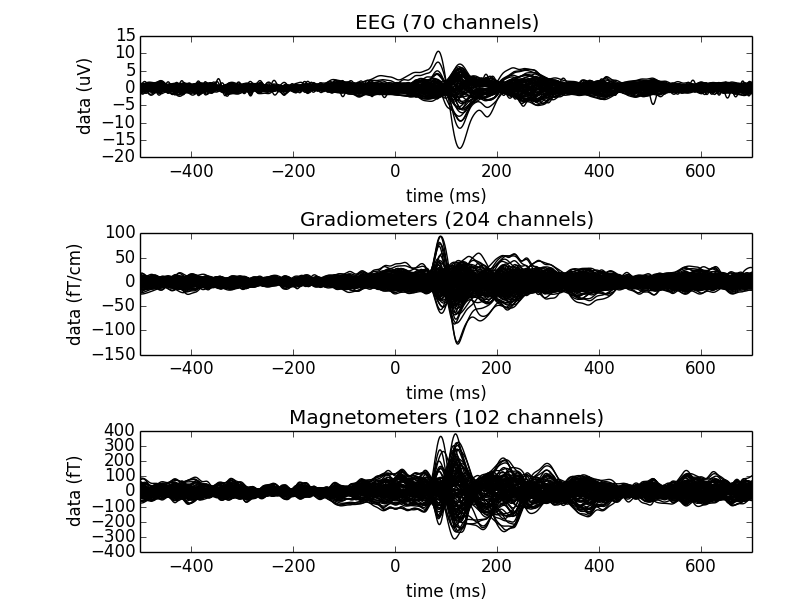 EEG (70 channels)
data (uV)
15
10
5
0
−5
−10
−15
−20
−400 −200 0 200 400 600
time (ms)
Gradiometers (204 channels)
data (fT/cm)
100
50
0
−50
−100
−150
−400 −200 0 200 400 600
time (ms)
Magnetometers (102 channels)
data (fT)
400
300
200
100
0
−100
−200
−300
−400
−400 −200 0 200 400 600
time (ms)